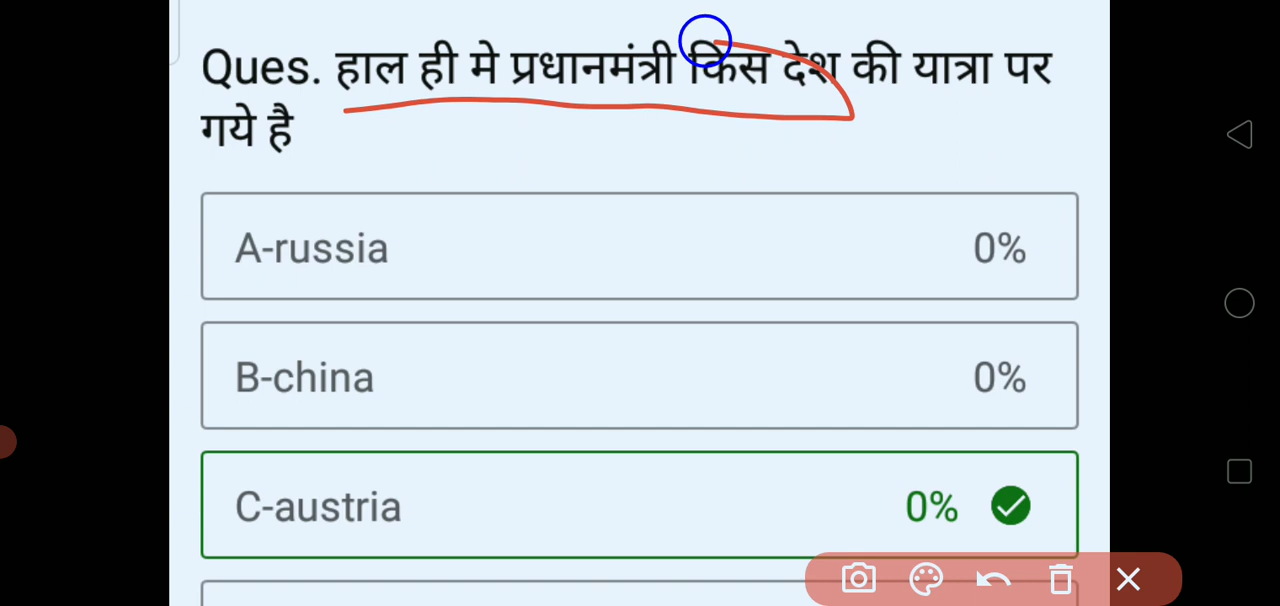 Ques. हाल ही मे प्रधानमंत्री किस देश की यात्रा पर
गये है
A-russia 0%
B-china 0%
C-austria 0%